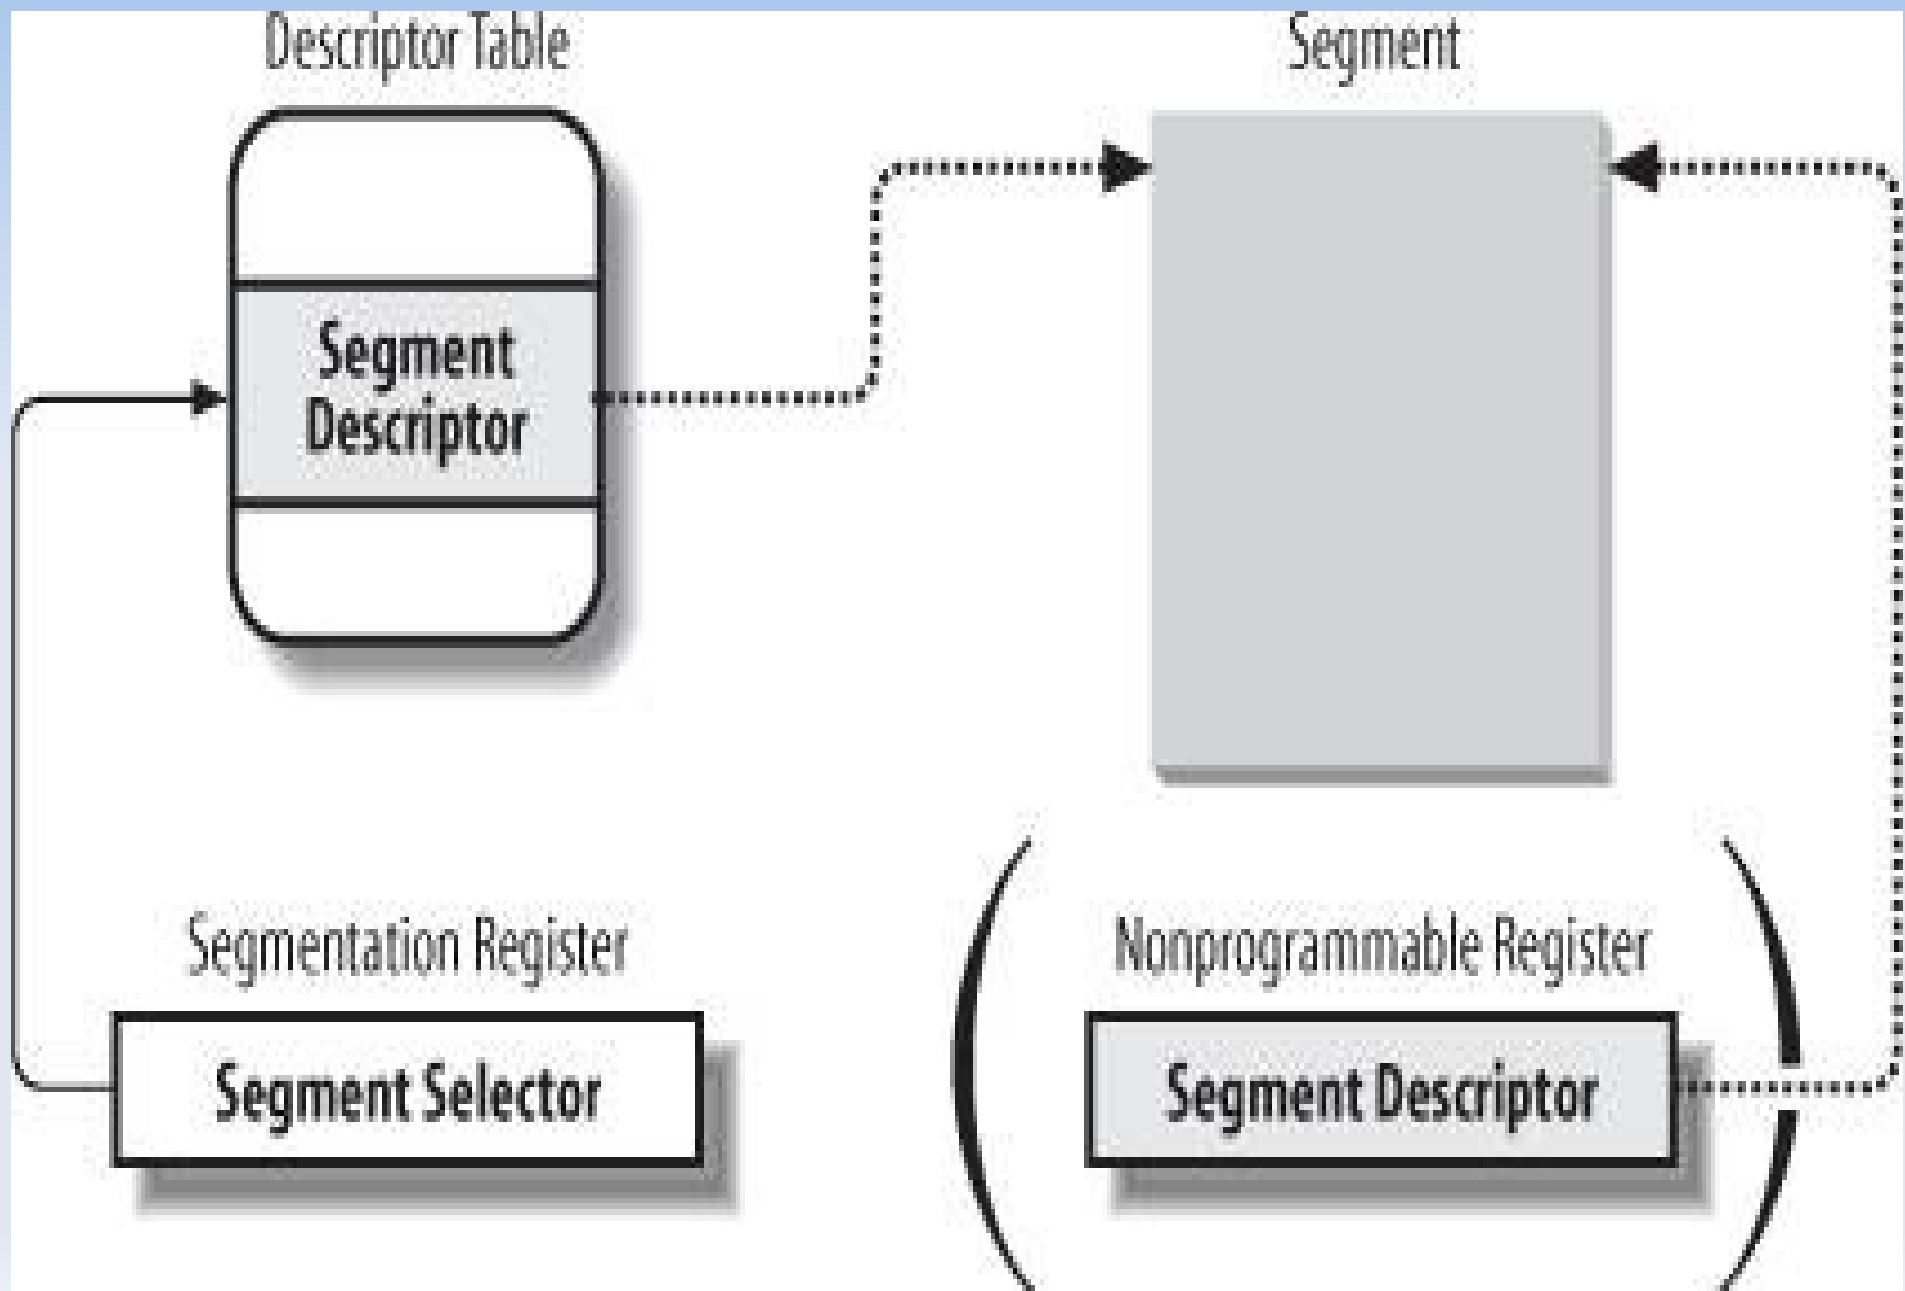 Descriptor Table
Segment
Segment
Descriptor
Segmentation Register
Nonprogrammable Register
Segment Selector
Segment Descriptor